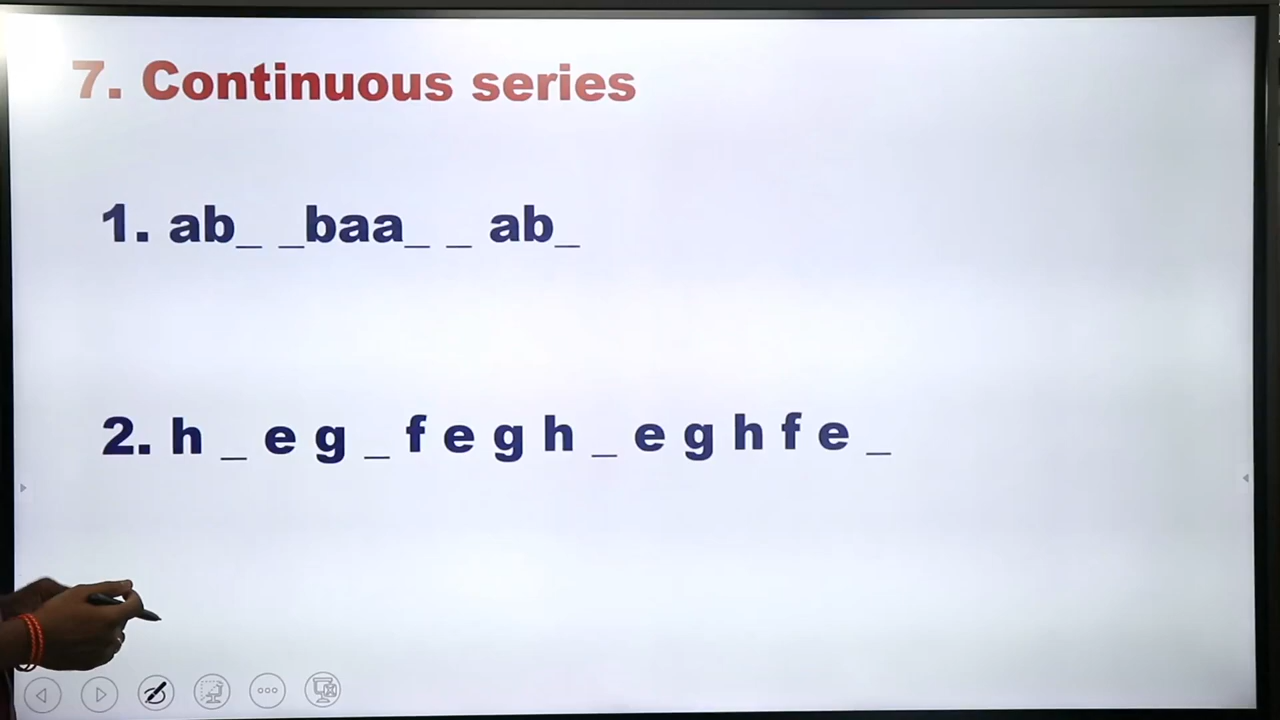 7. Continuous series
1. ab_ _baa_ _ ab_
2. h _ e g _ f e g h _ e g h f e _